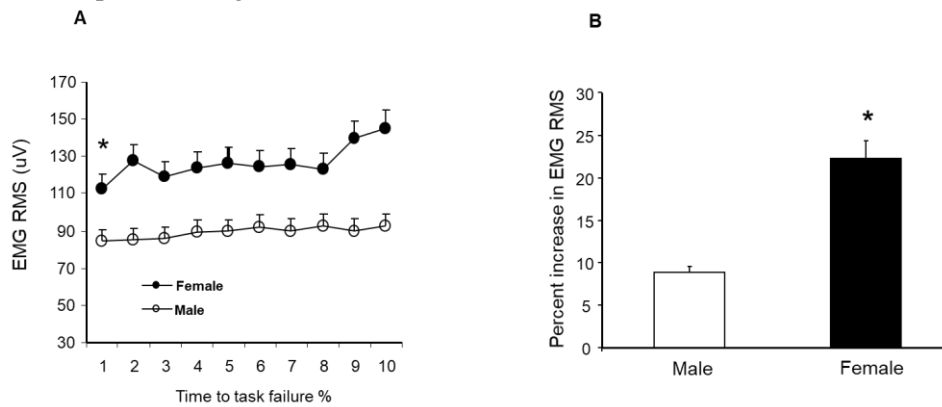 A
170
150
130
110
90
70
50
30
EMG RMS (uV)
*
Female
Male
1 2 3 4 5 6 7 8 9 10
Time to task failure %
B
30
25
20
15
10
5
0
Percent increase in EMG RMS
*
Male Female